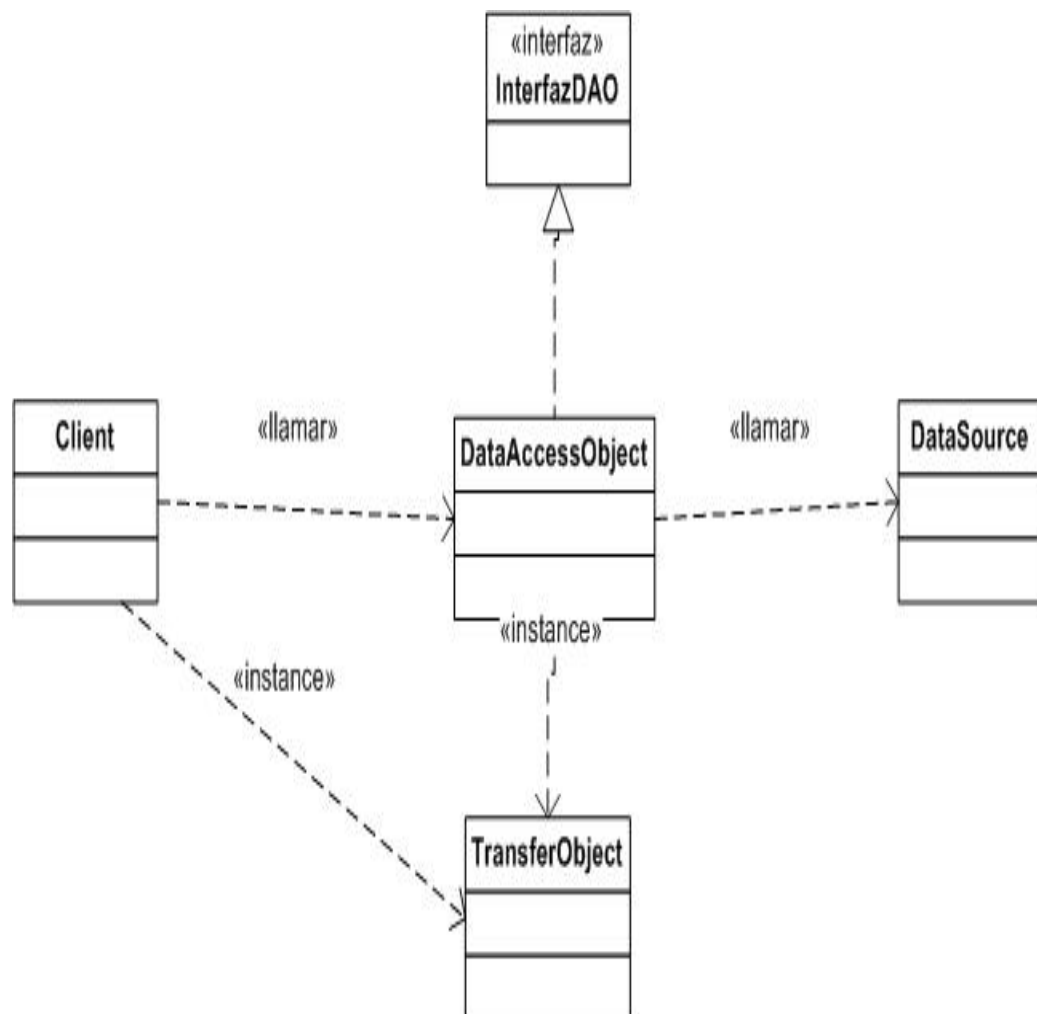 «interfaz»
InterfazDAO
Client
«llamar»
DataAccessObject
«llamar»
DataSource
«instance»
«instance»
TransferObject